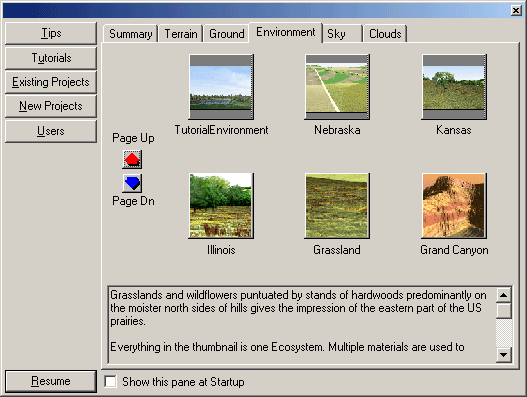 Tips
Tutorials
Existing Projects
New Projects
Users
Summary Terrain Ground Environment Sky Clouds
TutorialEnvironment Nebraska Kansas
Page Up
Page Dn
Illinois Grassland Grand Canyon
Grasslands and wildflowers puntuated by stands of hardwoods predominantly on
the moister north sides of hills gives the impression of the eastern part of the US
prairies.
Everything in the thumbnail is one Ecosystem. Multiple materials are used to
Resume
Show this pane at Startup